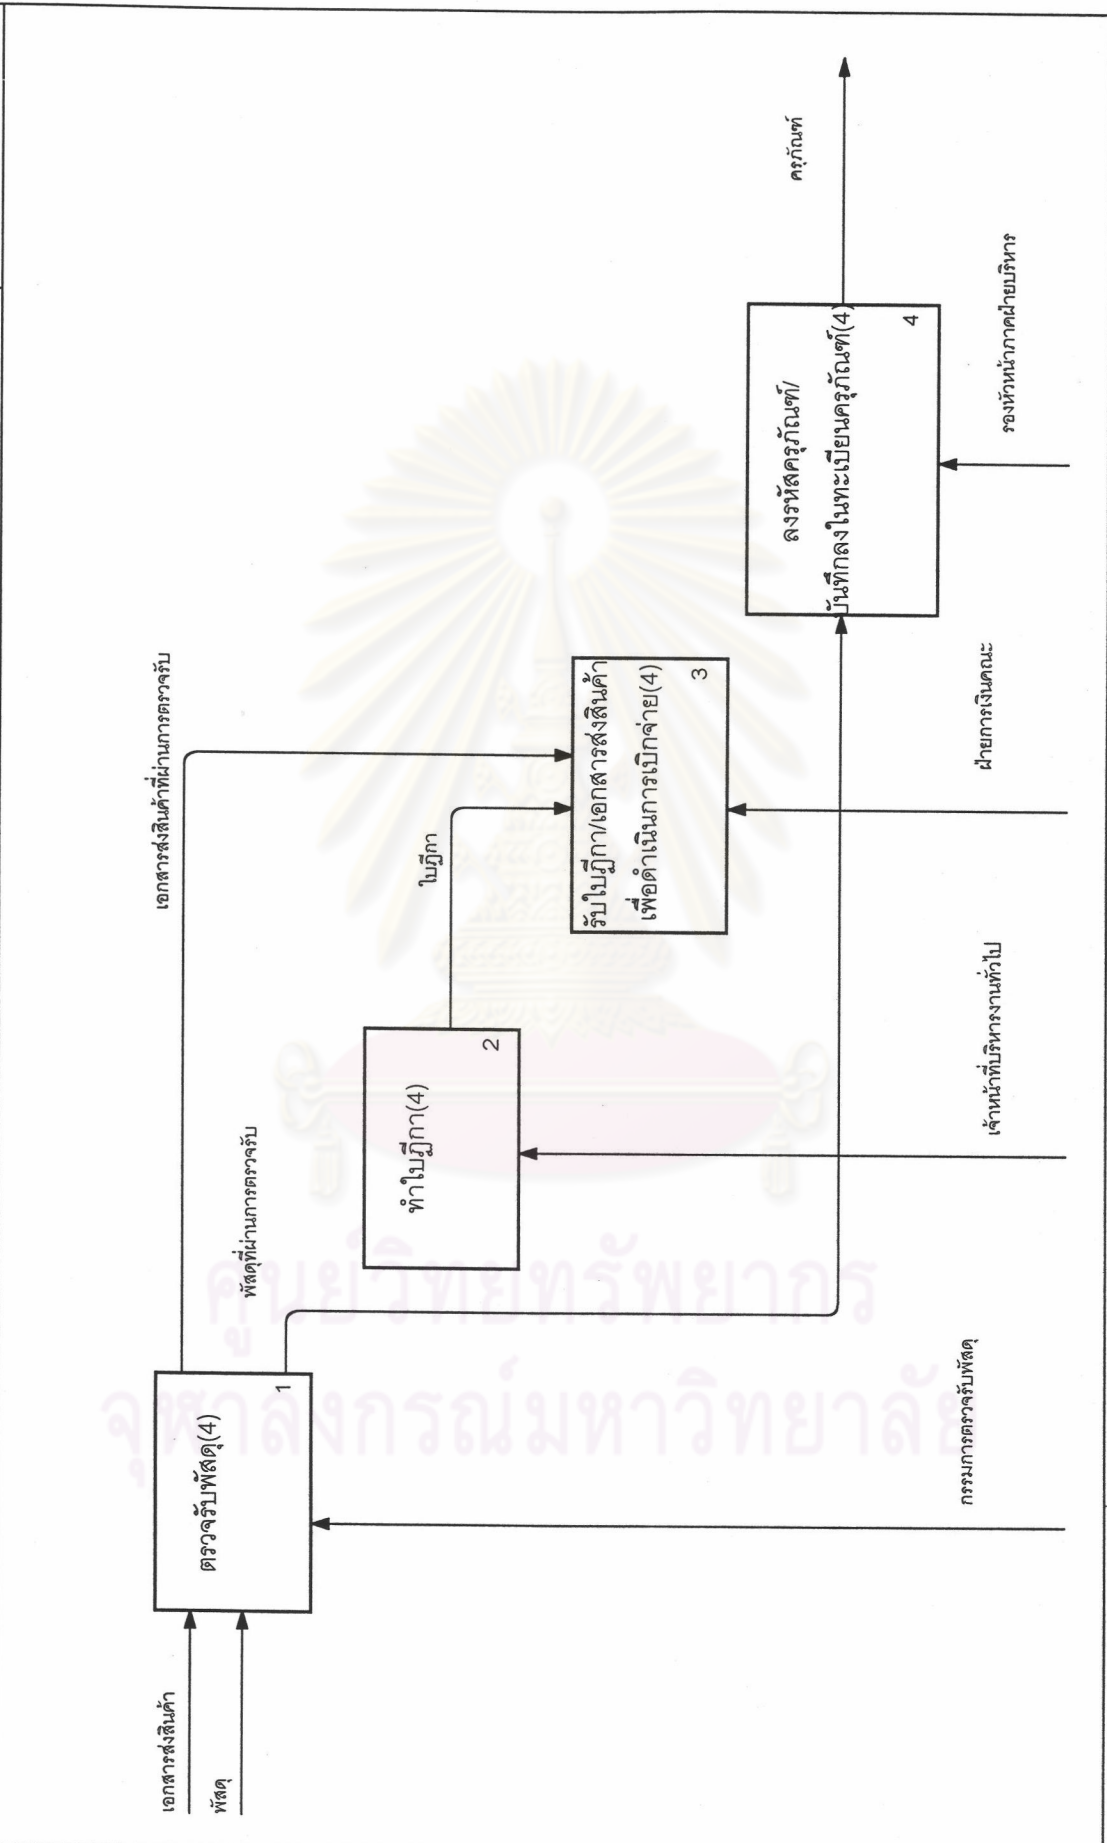 เอกสารส่งสินค้า
พัสดุ
ตรวจรับพัสดุ(4)
1
เอกสารส่งสินค้าที่ผ่านการตรวจรับ
พัสดุที่ผ่านการตรวจรับ
ทำใบฎีกา(4)
2
ใบฎีกา
รับใบฎีกา/เอกสารส่งสินค้า
เพื่อดำเนินการเบิกจ่าย(4)
3
ลงรหัสครุภัณฑ์/
บันทึกลงในทะเบียนครุภัณฑ์(4)
4
ครุภัณฑ์
กรรมการตรวจรับพัสดุ
เจ้าหน้าที่บริหารงานทั่วไป
ฝ่ายการเงินคณะ
รองหัวหน้าภาคฝ่ายบริหาร
ศูนย์วิทยทรัพยากร
จุฬาลงกรณ์มหาวิทยาลัย